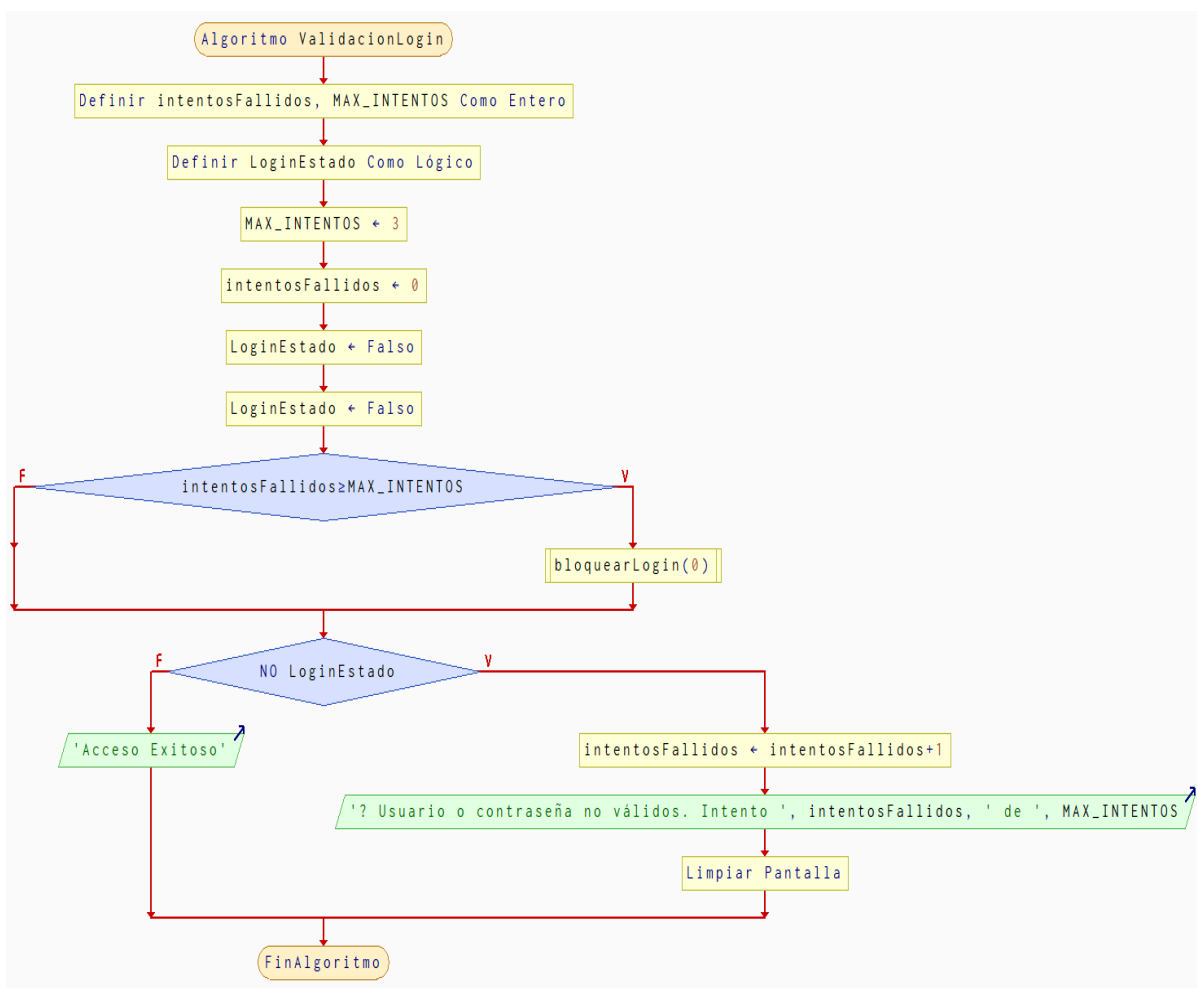 Algoritmo ValidacionLogin
Definir intentosFallidos, MAX_INTENTOS Como Entero
Definir LoginEstado Como Lógico
MAX_INTENTOS ← 3
intentosFallidos ← 0
LoginEstado ← Falso
LoginEstado ← Falso
F
intentosFallidos≥MAX_INTENTOS
V
bloquearLogin(0)
F
NO LoginEstado
V
'Acceso Exitoso'
intentosFallidos ← intentosFallidos+1
'? Usuario o contraseña no válidos. Intento ', intentosFallidos, ' de ', MAX_INTENTOS
Limpiar Pantalla
FinAlgoritmo